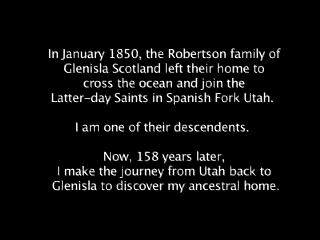 In January 1850, the Robertson family of
Glenisla Scotland left their home to
cross the ocean and join the
Latter-day Saints in Spanish Fork Utah.
I am one of their descendents.
Now, 158 years later,
I make the journey from Utah back to
Glenisla to discover my ancestral home.